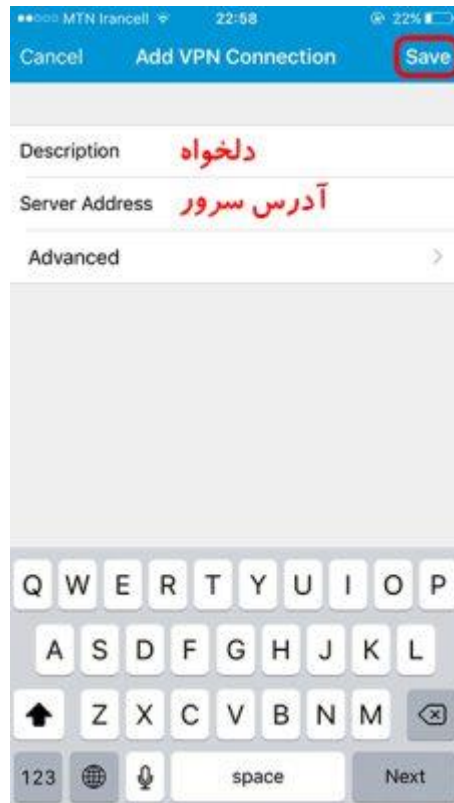 MTN Irancell 22:58 22%
Cancel Add VPN Connection Save
Description دلخواه
Server Address آدرس سرور
Advanced
Q W E R T Y U I O P
A S D F G H J K L
Z X C V B N M
123 space Next